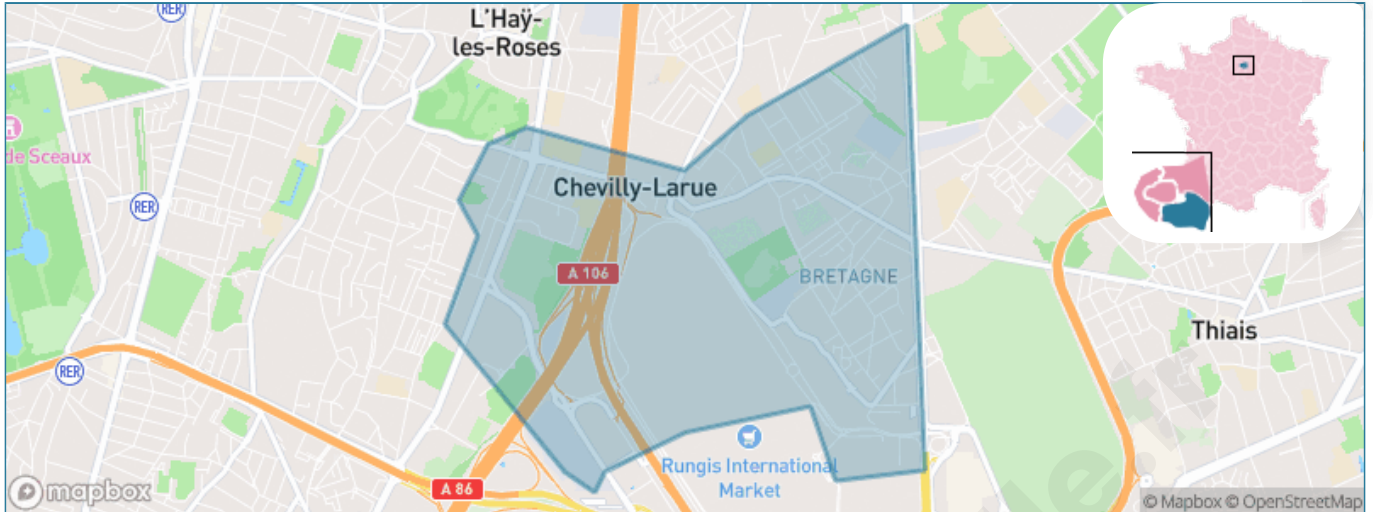 RER
L'Haÿ-
les-Roses
de Sceaux
Chevilly-Larue
RER
A 106
BRETAGNE
Thiais
RER
Rungis International
Market
A 86
mapbox
© Mapbox © OpenStreetMap